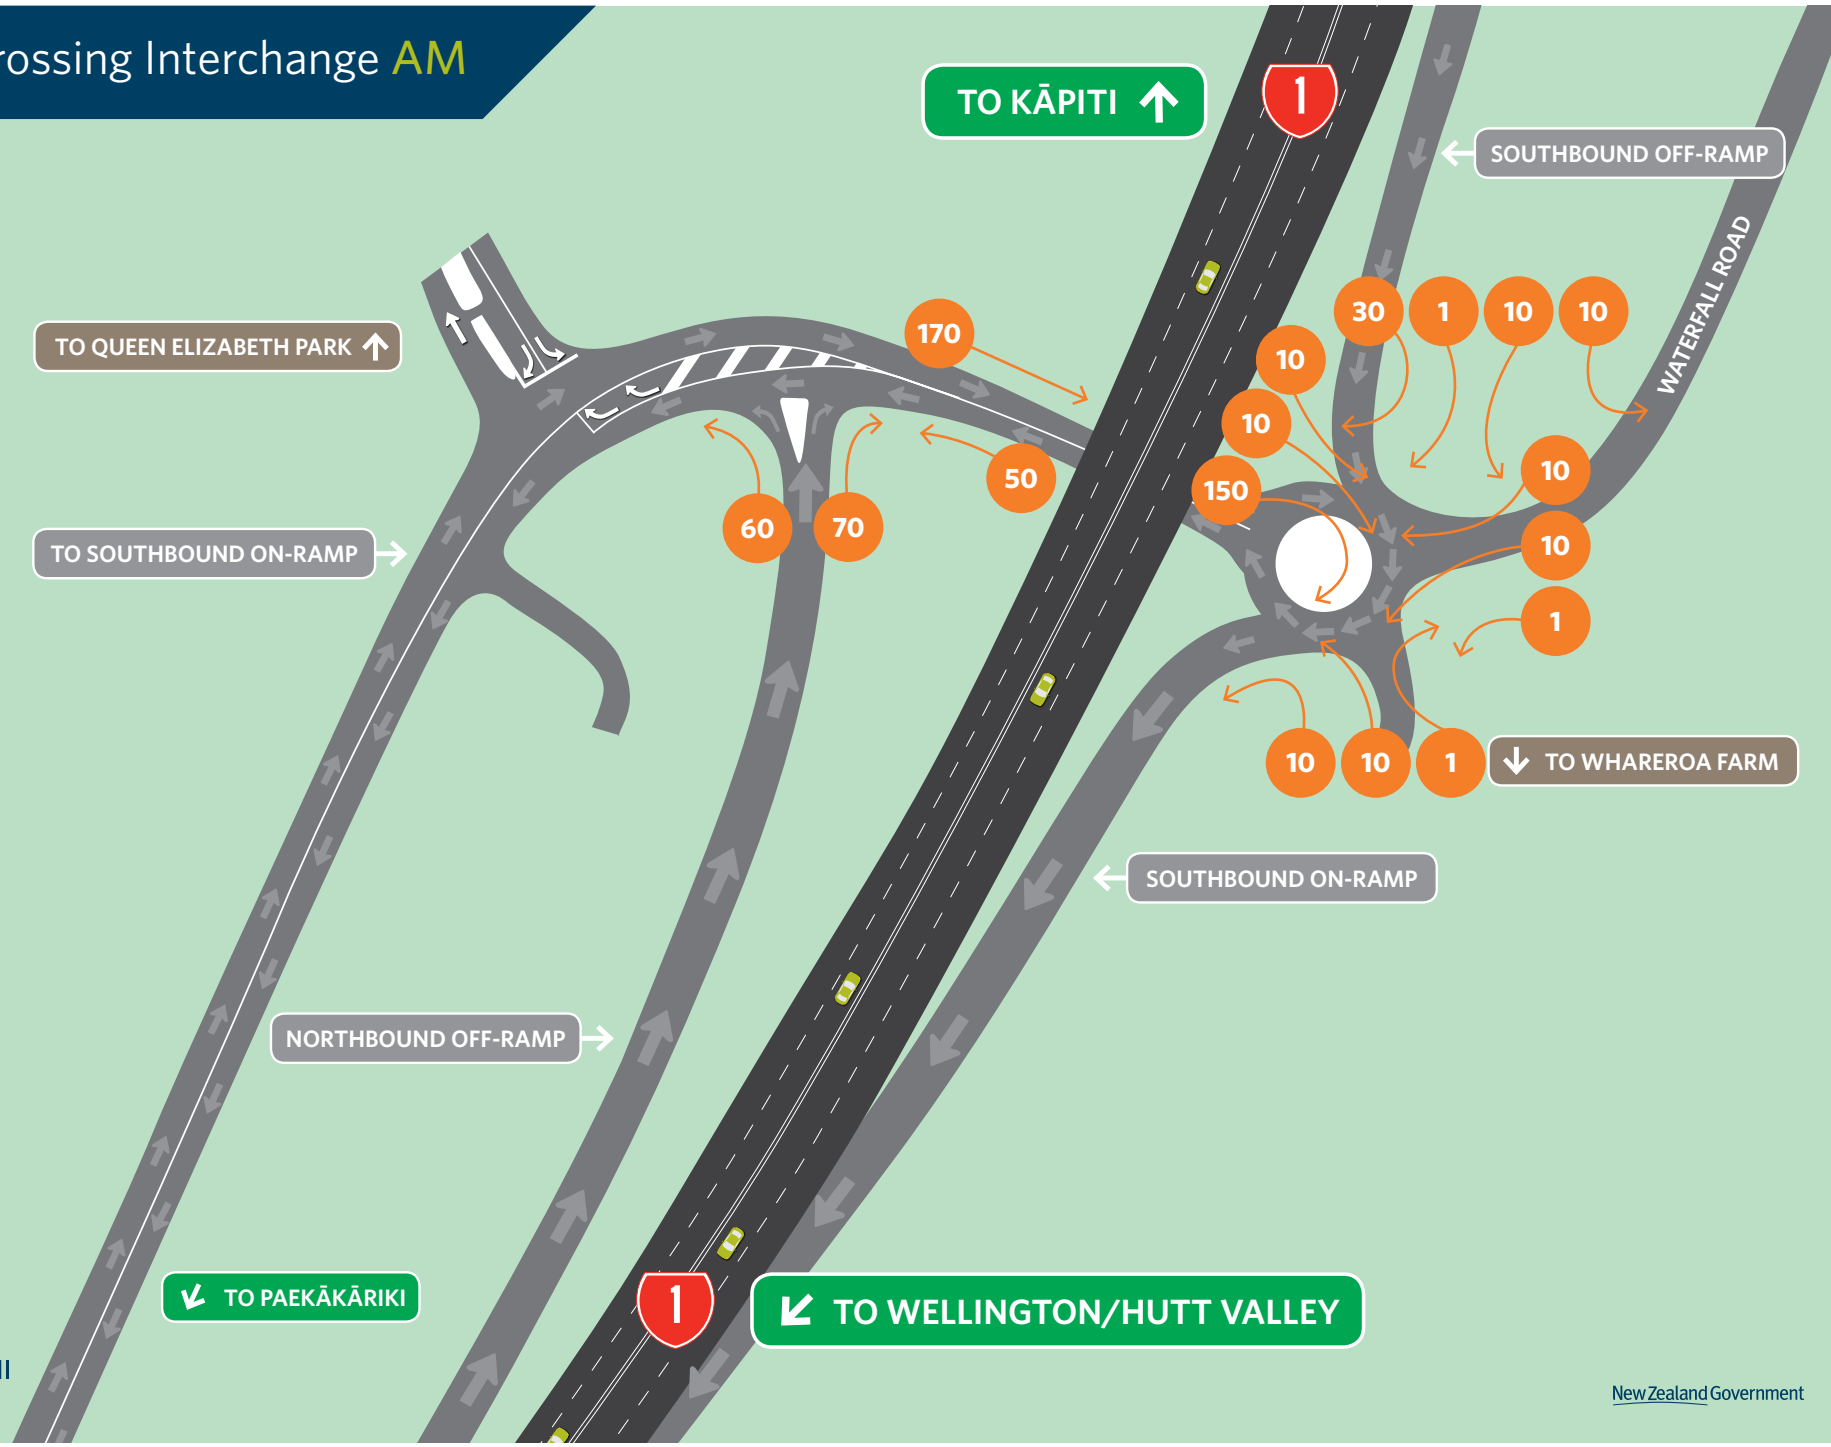 rossing Interchange AM
TO KĀPITI
1
SOUTHBOUND OFF-RAMP
WATERFALL ROAD
TO QUEEN ELIZABETH PARK
170
30
1
10
10
10
10
150
10
50
60
70
10
1
TO SOUTHBOUND ON-RAMP
10
10
1
TO WHAREROA FARM
SOUTHBOUND ON-RAMP
NORTHBOUND OFF-RAMP
TO PAEKĀKĀRIKI
1
TO WELLINGTON/HUTT VALLEY
New Zealand Government